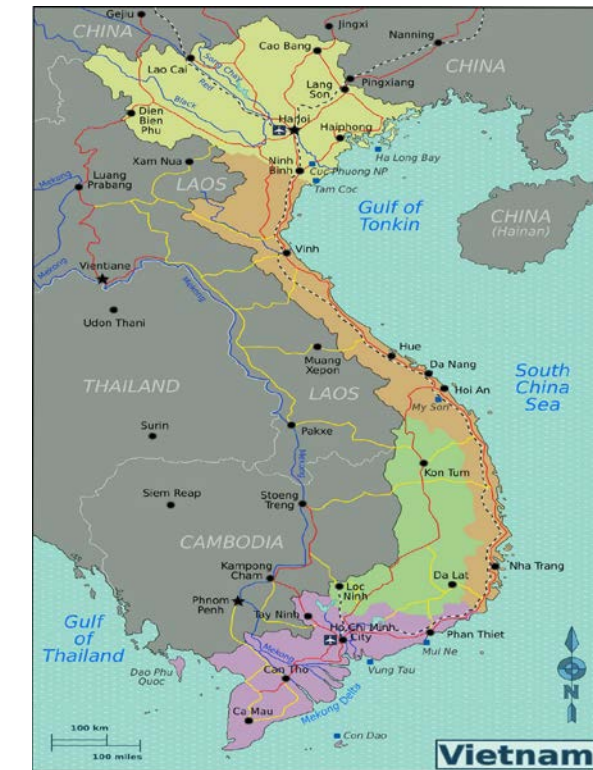 Gejiu
Jingxi
Nanning
CHINA
Cao Bang
Lao Cai
Song Chay
Red
Lang
Son
Pingxiang
CHINA
Black
Dien
Bien
Phu
Hanoi
Haiphong
Ha Long Bay
Xam Nua
Ninh
Binh
Cuc Phuong NP
Tam Coc
Mekong
Luang
Prabang
LAOS
Gulf of
Tonkin
CHINA
(Hainan)
Vinh
Mekong
Vientiane
Mekong
Udon Thani
Hue
Muang
Xepon
Da Nang
Hoi An
South
China
Sea
THAILAND
LAOS
My Son
Surin
Pakxe
Mekong
Kon Tum
Siem Reap
Stoeng
Treng
CAMBODIA
Kampong
Cham
Nha Trang
Loc
Ninh
Da Lat
Phnom
Penh
Tay Ninh
Ho Chi Minh
City
Phan Thiet
Mui Ne
Gulf
of
Thailand
Dao Phu
Quoc
Mekong
Vung Tau
Can Tho
Mekong Delta
Ca Mau
Con Dao
N
100 km
100 miles
Vietnam